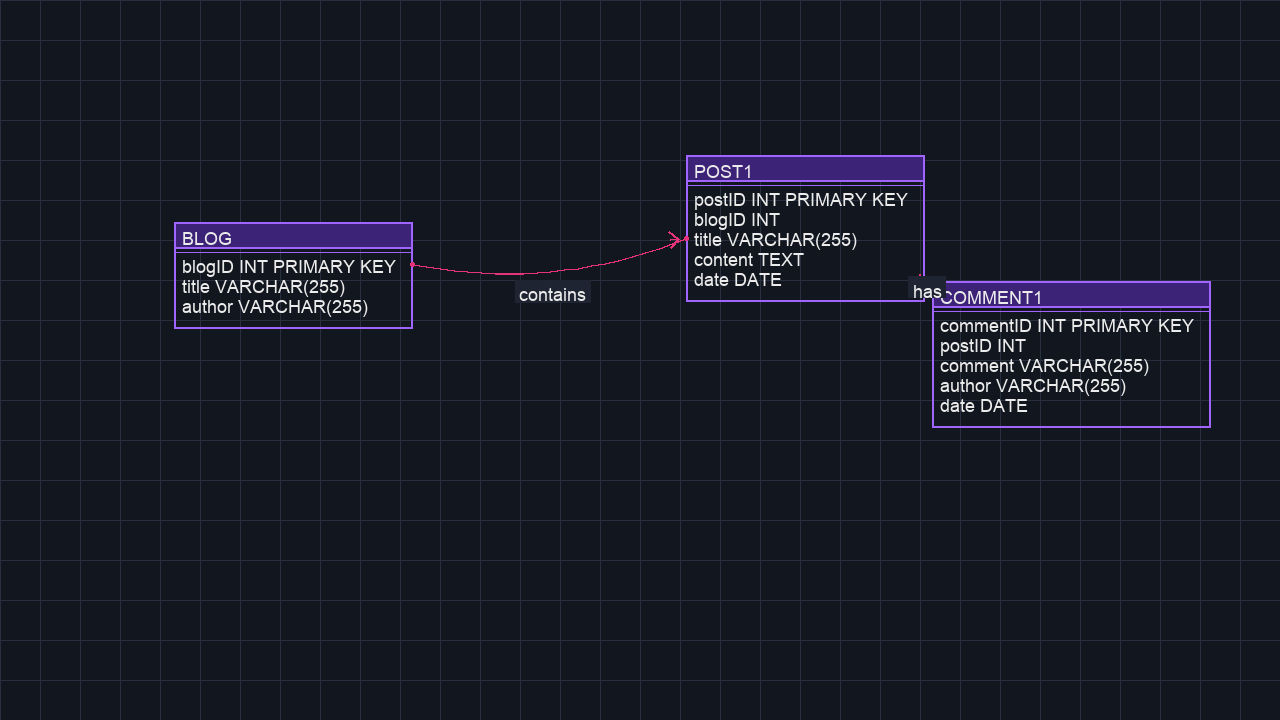 BLOG
blogID INT PRIMARY KEY
title VARCHAR(255)
author VARCHAR(255)
contains
POST1
postID INT PRIMARY KEY
blogID INT
title VARCHAR(255)
content TEXT
date DATE
has
COMMENT1
commentID INT PRIMARY KEY
postID INT
comment VARCHAR(255)
author VARCHAR(255)
date DATE